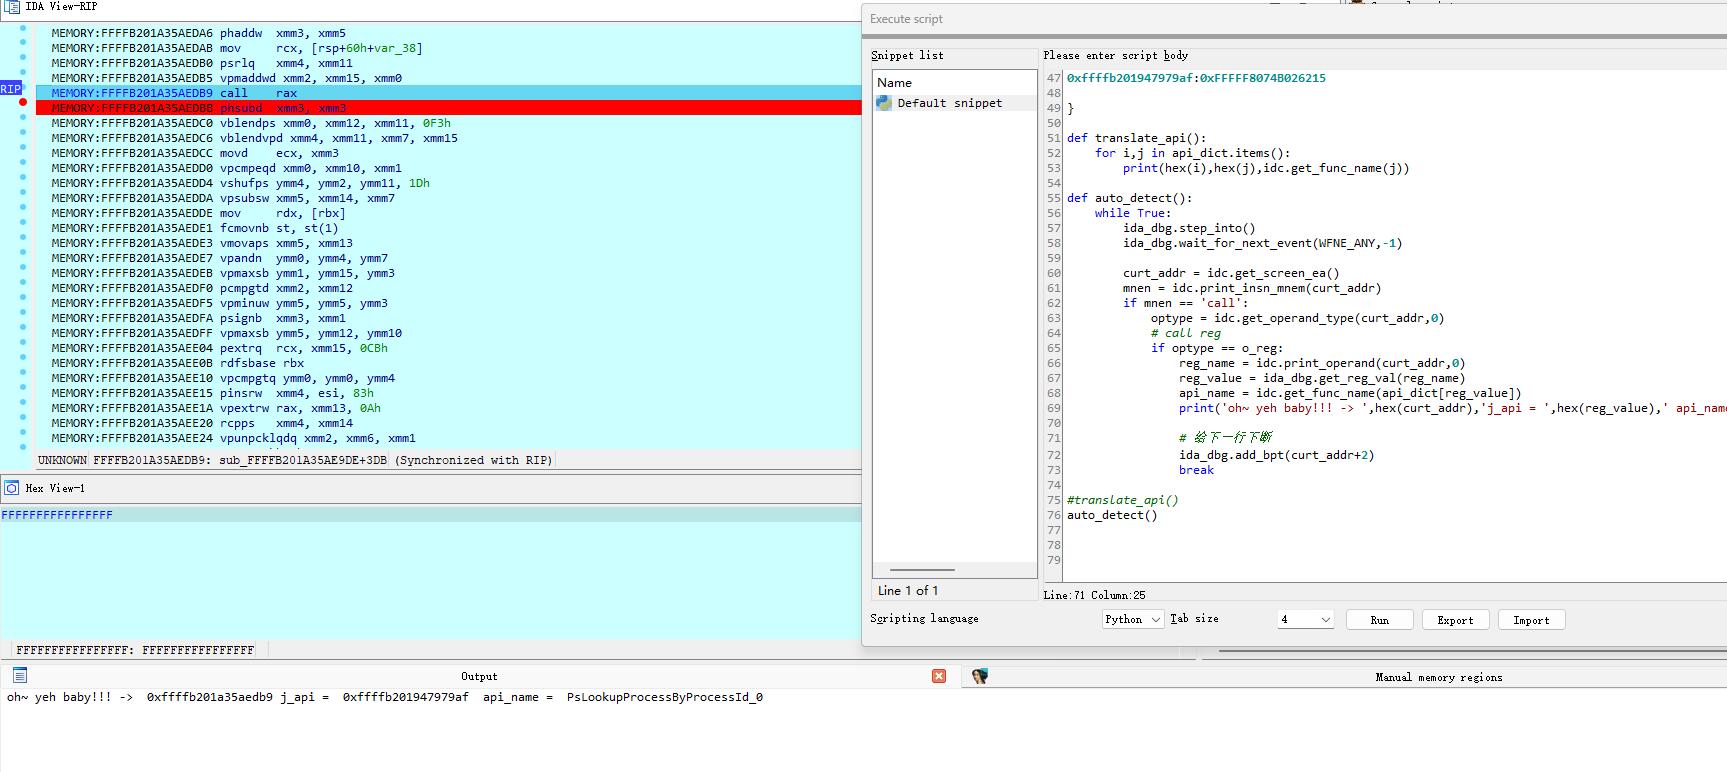 IDA View-RIP
MEMORY:FFFFB201A35AEDA6 phaddw  xmm3, xmm5
MEMORY:FFFFB201A35AEDAB mov     rcx, [rsp+60h+var_38]
MEMORY:FFFFB201A35AEDB0 psrlq   xmm4, xmm11
MEMORY:FFFFB201A35AEDB5 vpmaddwd xmm2, xmm15, xmm0
RIP
MEMORY:FFFFB201A35AEDB9 call    rax
MEMORY:FFFFB201A35AEDBB phsubd  xmm3, xmm3
MEMORY:FFFFB201A35AEDC0 vblendps xmm0, xmm12, xmm11, 0F3h
MEMORY:FFFFB201A35AEDC6 vblendvpd xmm4, xmm11, xmm7, xmm15
MEMORY:FFFFB201A35AEDCC movd    ecx, xmm3
MEMORY:FFFFB201A35AEDD0 vpcmpeqd xmm0, xmm10, xmm1
MEMORY:FFFFB201A35AEDD4 vshufps ymm4, ymm2, ymm11, 1Dh
MEMORY:FFFFB201A35AEDDA vpsubsw xmm5, xmm14, xmm7
MEMORY:FFFFB201A35AEDDE mov     rdx, [rbx]
MEMORY:FFFFB201A35AEDE1 fcmovnb st, st(1)
MEMORY:FFFFB201A35AEDE3 vmovaps xmm5, xmm13
MEMORY:FFFFB201A35AEDE7 vpandn  ymm0, ymm4, ymm7
MEMORY:FFFFB201A35AEDEB vpmaxsb ymm1, ymm15, ymm3
MEMORY:FFFFB201A35AEDF0 pcmpgtd xmm2, xmm12
MEMORY:FFFFB201A35AEDF5 vpminuw ymm5, ymm5, ymm3
MEMORY:FFFFB201A35AEDFA psignb  xmm3, xmm1
MEMORY:FFFFB201A35AEDFF vpmaxsb ymm5, ymm12, ymm10
MEMORY:FFFFB201A35AEE04 pextrq  rcx, xmm15, 0CBh
MEMORY:FFFFB201A35AEE0B rdfsbase rbx
MEMORY:FFFFB201A35AEE10 vpcmpgtq ymm0, ymm0, ymm4
MEMORY:FFFFB201A35AEE15 pinsrw  xmm4, esi, 83h
MEMORY:FFFFB201A35AEE1A vpextrw rax, xmm13, 0Ah
MEMORY:FFFFB201A35AEE20 rcpps   xmm4, xmm14
MEMORY:FFFFB201A35AEE24 vpunpcklqdq xmm2, xmm6, xmm1
UNKNOWN FFFFB201A35AEDB9: sub_FFFFB201A35AE9DE+3DB (Synchronized with RIP)
Hex View-1
FFFFFFFFFFFFFFFF
FFFFFFFFFFFFFFFF: FFFFFFFFFFFFFFFF
Execute script
Snippet list
Name
Default snippet
Line 1 of 1
Please enter script body
47 0xffffb201947979af:0xFFFFF8074B026215
48
49 }
50
51 def translate_api():
52     for i,j in api_dict.items():
53         print(hex(i),hex(j),idc.get_func_name(j))
54
55 def auto_detect():
56     while True:
57         ida_dbg.step_into()
58         ida_dbg.wait_for_next_event(WFNE_ANY,-1)
59
60         curt_addr = idc.get_screen_ea()
61         mnen = idc.print_insn_mnem(curt_addr)
62         if mnen == 'call':
63             optype = idc.get_operand_type(curt_addr,0)
64             # call reg
65             if optype == o_reg:
66                 reg_name = idc.print_operand(curt_addr,0)
67                 reg_value = ida_dbg.get_reg_val(reg_name)
68                 api_name = idc.get_func_name(api_dict[reg_value])
69                 print('oh~ yeh baby!!! -> ',hex(curt_addr),'j_api = ',hex(reg_value),' api_name
70
71                 # 给下一行下断
72                 ida_dbg.add_bpt(curt_addr+2)
73                 break
74
75 #translate_api()
76 auto_detect()
77
78
79
Line:71 Column:25
Scripting language
Python
Tab size
4
Run
Export
Import
Output
Manual memory regions
oh~ yeh baby!!! ->  0xffffb201a35aedb9 j_api =  0xffffb201947979af  api_name =  PsLookupProcessByProcessId_0